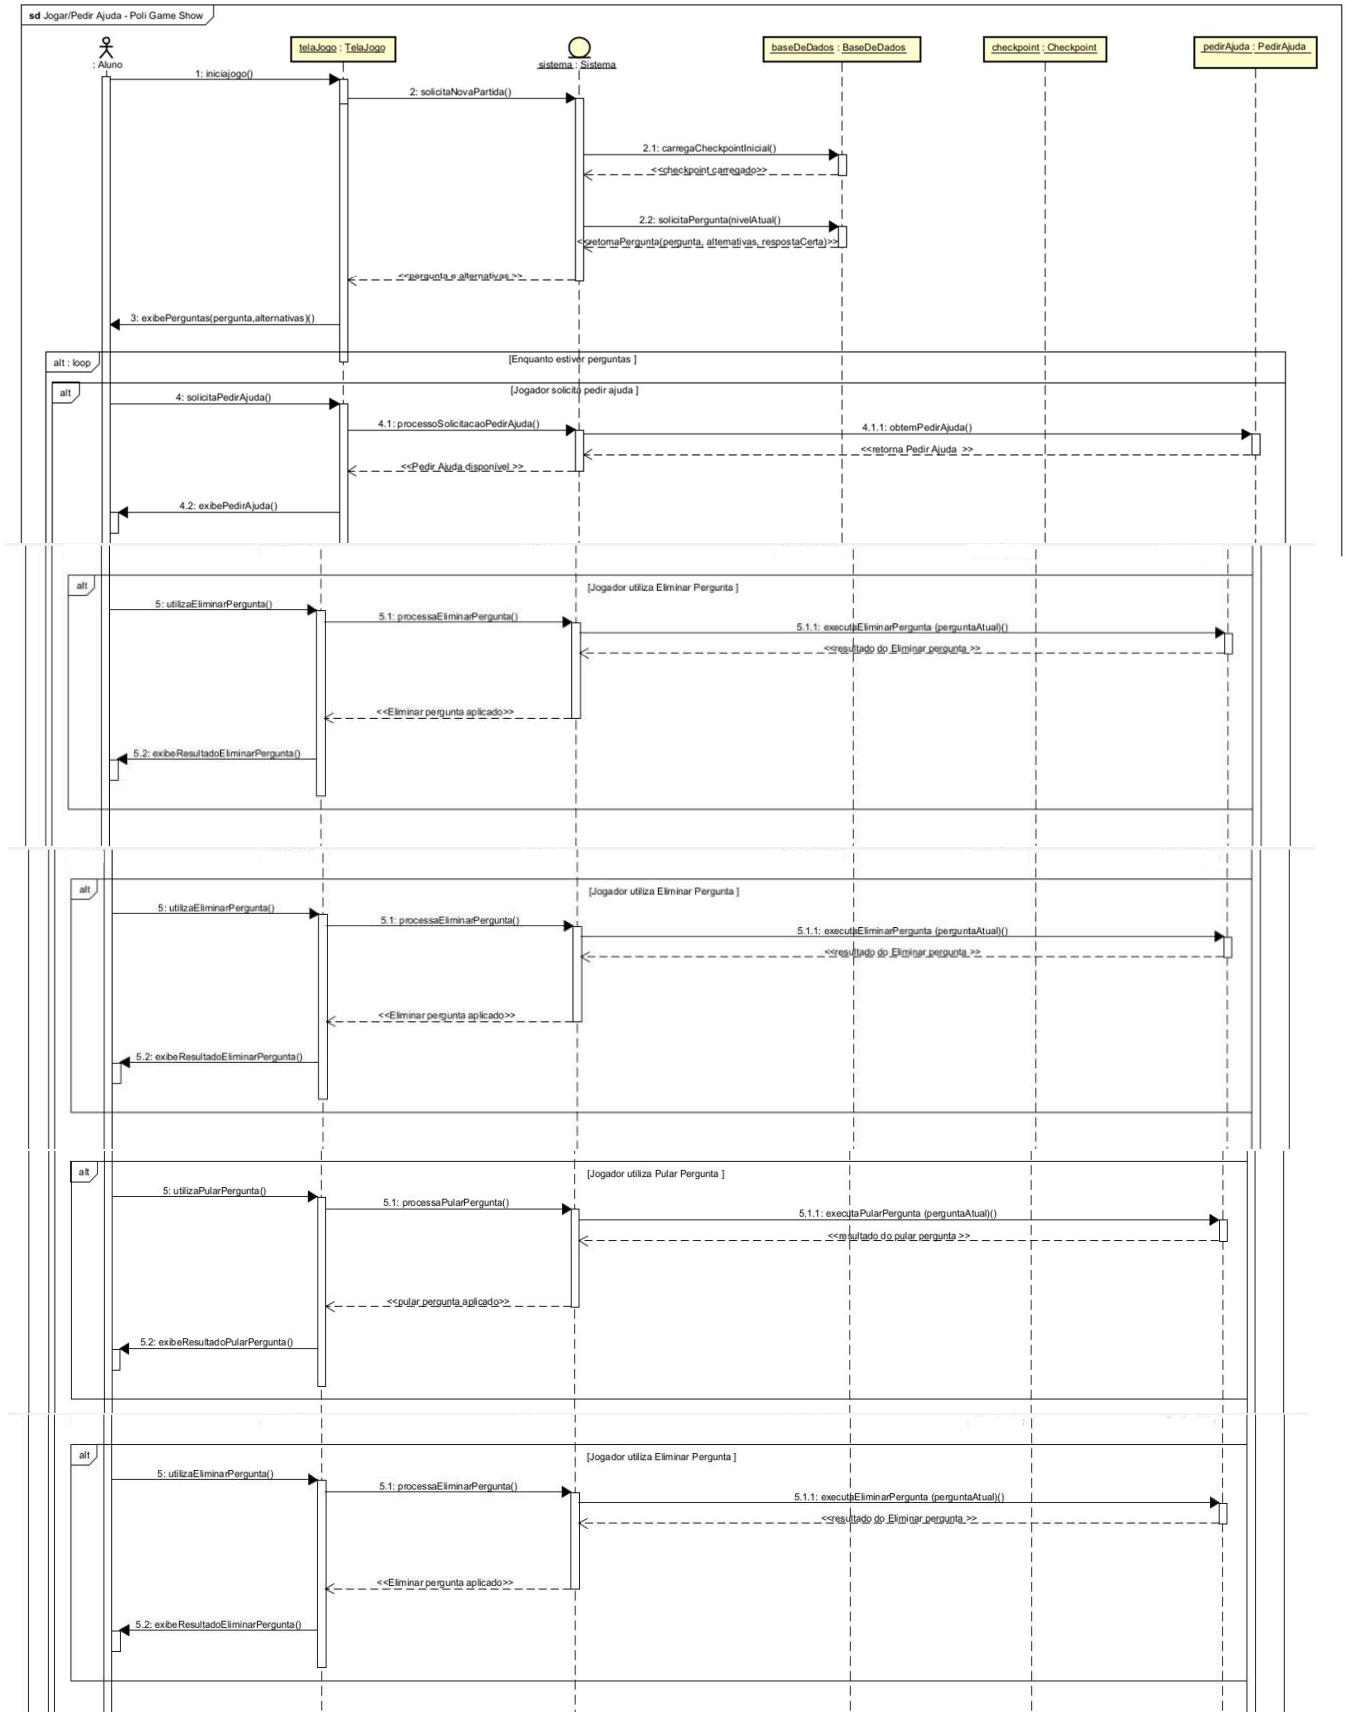 sd Jogar/Pedir Ajuda - Poli Game Show
: Aluno
telaJogo : TelaJogo
sistema : Sistema
baseDeDados : BaseDeDados
checkpoint : Checkpoint
pedirAjuda : PedirAjuda
1: iniciajogo()
2: solicitaNovaPartida()
2.1: carregaCheckpointInicial()
<<checkpoint carregado>>
2.2: solicitaPergunta(nivelAtual()
<<retornaPergunta(pergunta, alternativas, respostaCerta)>>
<<pergunta e alternativas >>
3: exibePerguntas(pergunta,alternativas)()
alt : loop
[Enquanto estiver perguntas ]
alt
[Jogador solicita pedir ajuda ]
4: solicitaPedirAjuda()
4.1: processoSolicitacaoPedirAjuda()
4.1.1: obtemPedirAjuda()
<<retorna Pedir Ajuda >>
<<Pedir Ajuda disponível >>
4.2: exibePedirAjuda()
alt
[Jogador utiliza Eliminar Pergunta ]
5: utilizaEliminarPergunta()
5.1: processaEliminarPergunta()
5.1.1: executaEliminarPergunta (perguntaAtual)()
<<resultado do Eliminar pergunta >>
<<Eliminar pergunta aplicado>>
5.2: exibeResultadoEliminarPergunta()
alt
[Jogador utiliza Eliminar Pergunta ]
5: utilizaEliminarPergunta()
5.1: processaEliminarPergunta()
5.1.1: executaEliminarPergunta (perguntaAtual)()
<<resultado do Eliminar pergunta >>
<<Eliminar pergunta aplicado>>
5.2: exibeResultadoEliminarPergunta()
alt
[Jogador utiliza Pular Pergunta ]
5: utilizaPularPergunta()
5.1: processaPularPergunta()
5.1.1: executaPularPergunta (perguntaAtual)()
<<resultado do pular pergunta >>
<<pular pergunta aplicado>>
5.2: exibeResultadoPularPergunta()
alt
[Jogador utiliza Eliminar Pergunta ]
5: utilizaEliminarPergunta()
5.1: processaEliminarPergunta()
5.1.1: executaEliminarPergunta (perguntaAtual)()
<<resultado do Eliminar pergunta >>
<<Eliminar pergunta aplicado>>
5.2: exibeResultadoEliminarPergunta()